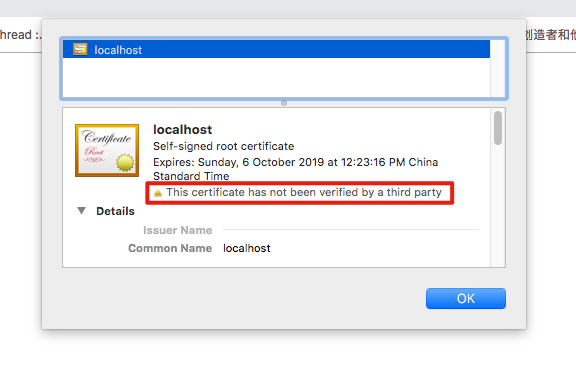 hread :.
创造者和他
localhost
Certificate
Root
localhost
Self-signed root certificate
Expires: Sunday, 6 October 2019 at 12:23:16 PM China
Standard Time
This certificate has not been verified by a third party
Details
Issuer Name
Common Name localhost
OK